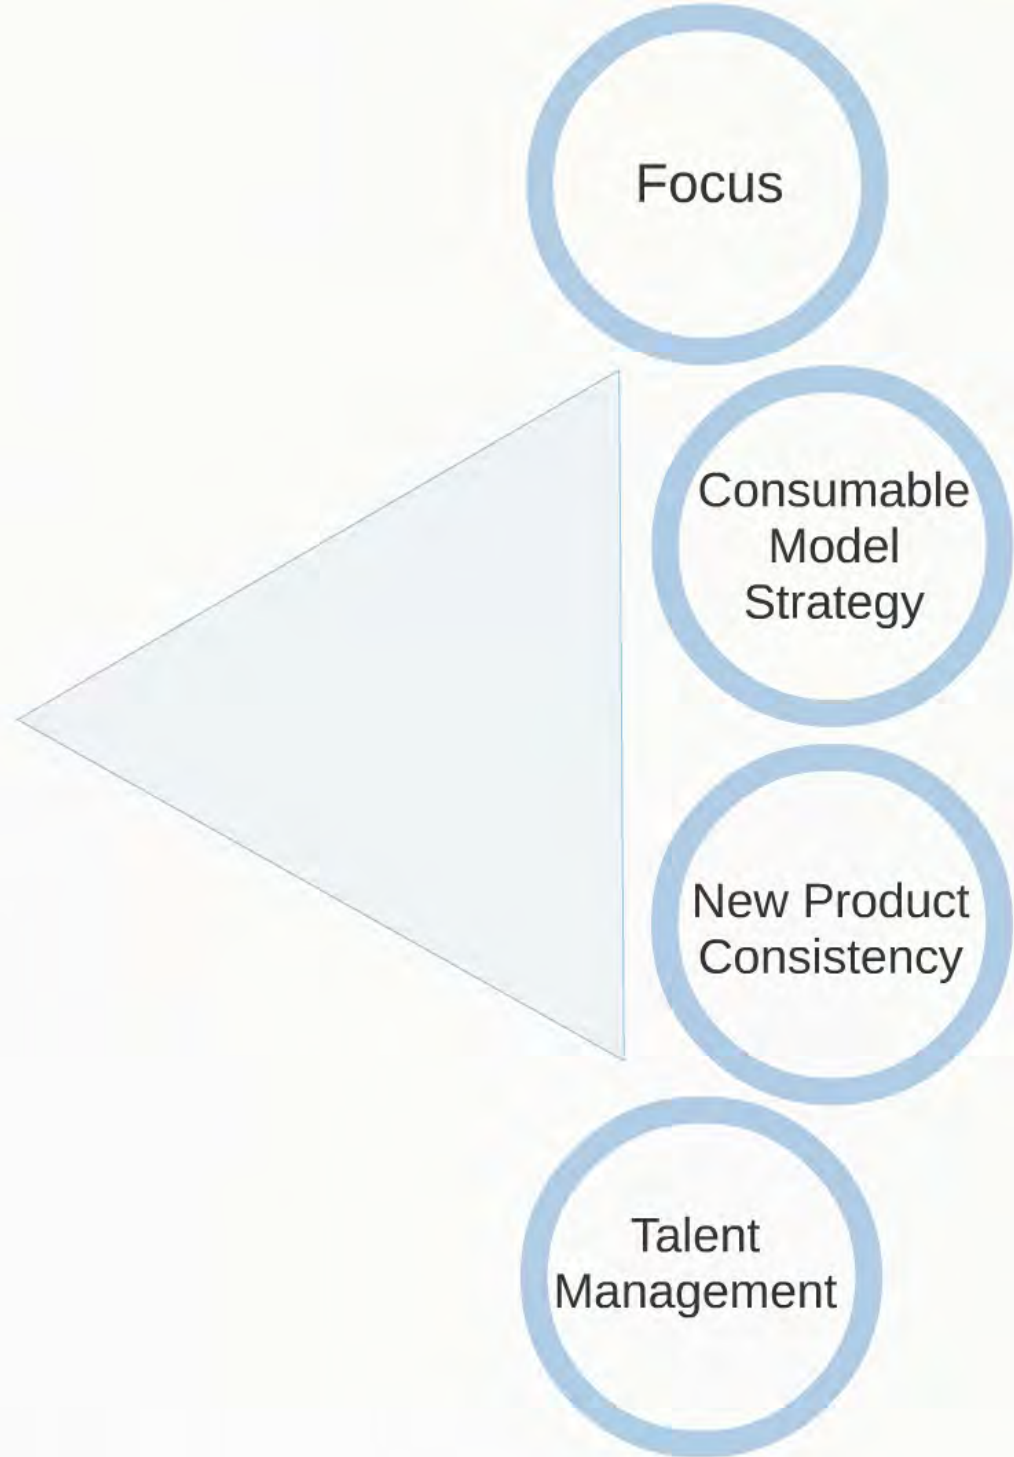 Focus
Consumable
Model
Strategy
New Product
Consistency
Talent
Management